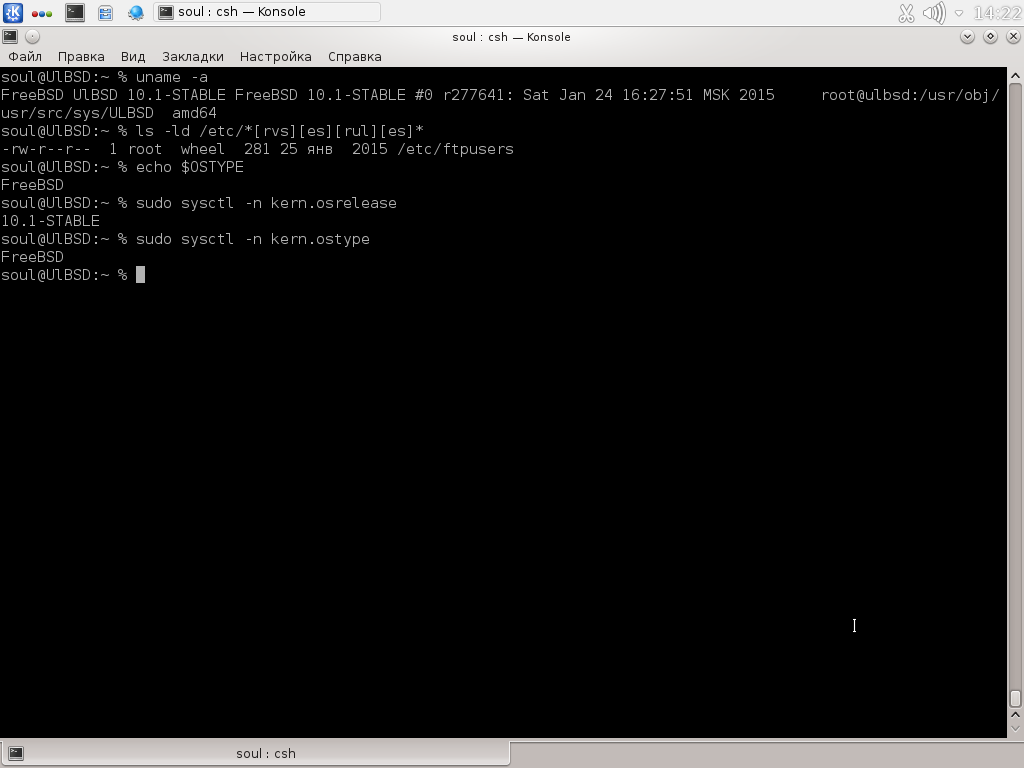 soul : csh — Konsole
14:22
soul : csh — Konsole
Файл Правка Вид Закладки Настройка Справка
soul@UlBSD:~ % uname -a
FreeBSD UlBSD 10.1-STABLE FreeBSD 10.1-STABLE #0 r277641: Sat Jan 24 16:27:51 MSK 2015     root@ulbsd:/usr/obj/
usr/src/sys/ULBSD  amd64
soul@UlBSD:~ % ls -ld /etc/*[rvs][es][rul][es]*
-rw-r--r--  1 root  wheel  281 25 янв  2015 /etc/ftpusers
soul@UlBSD:~ % echo $OSTYPE
FreeBSD
soul@UlBSD:~ % sudo sysctl -n kern.osrelease
10.1-STABLE
soul@UlBSD:~ % sudo sysctl -n kern.ostype
FreeBSD
soul@UlBSD:~ %
soul : csh